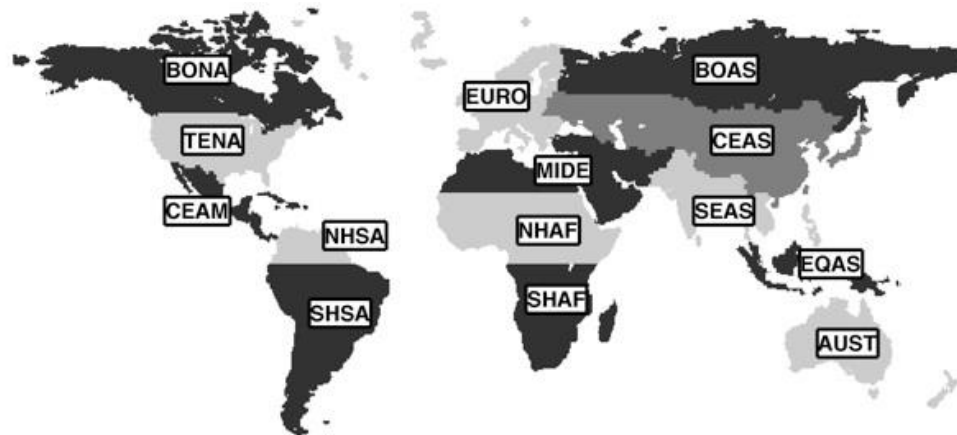 BONA
BOAS
EURO
TENA
CEAS
MIDE
CEAM
SEAS
NHSA
NHAF
EQAS
SHSA
SHAF
AUST